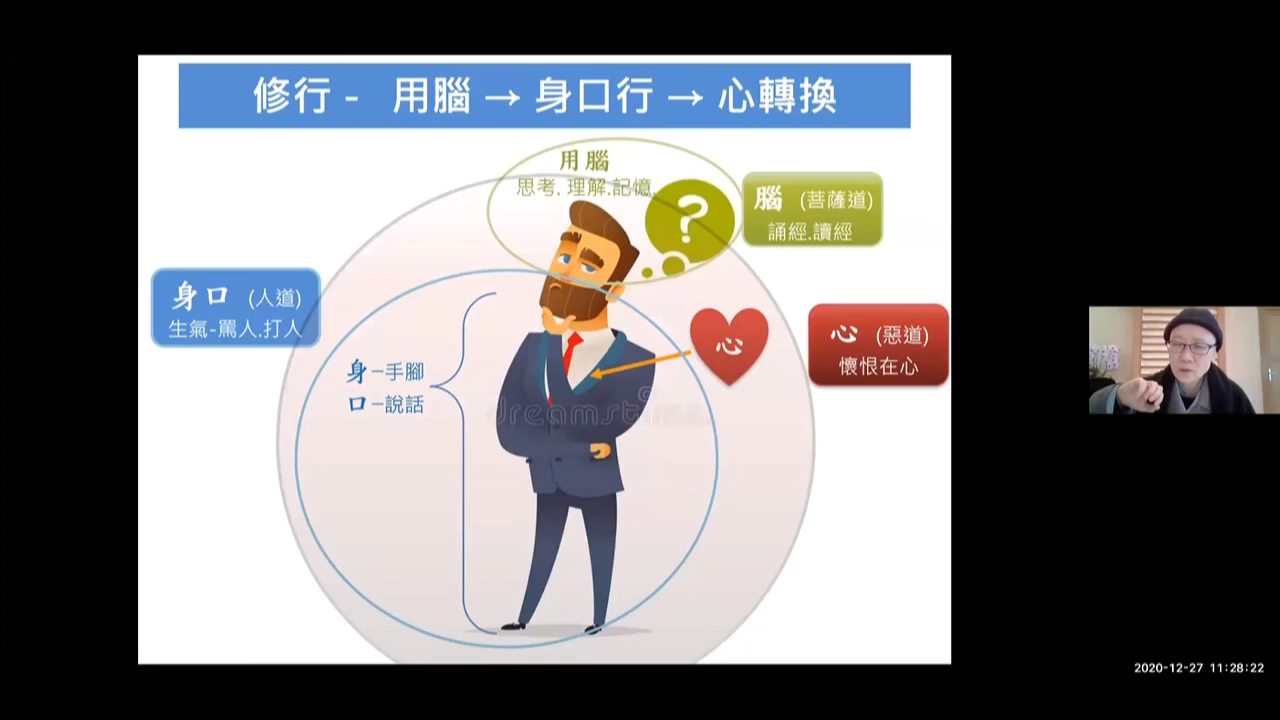 修行 - 用腦 → 身口行 → 心轉換
用腦
思考. 理解.記憶.
?
腦 (菩薩道)
誦經.讀經
身口 (人道)
生氣-罵人.打人
心
心 (惡道)
懷恨在心
身–手腳
口–說話
dreamstime
2020-12-27 11:28:22